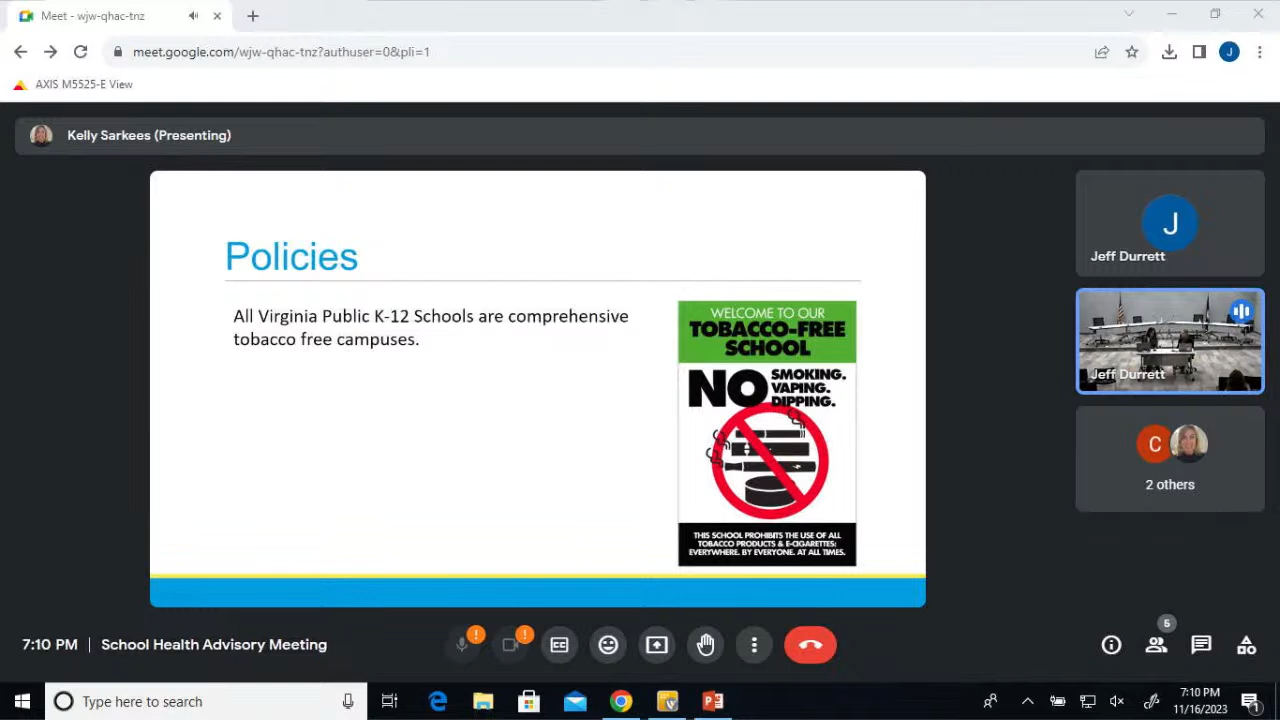 Meet - wjw-qhac-tnz
meet.google.com/wjw-qhac-tnz?authuser=0&pli=1
J
AXIS M5525-E View
Kelly Sarkees (Presenting)
Policies
All Virginia Public K-12 Schools are comprehensive
tobacco free campuses.
WELCOME TO OUR
TOBACCO-FREE
SCHOOL
NO SMOKING.
VAPING.
DIPPING.
THIS SCHOOL PROHIBITS THE USE OF ALL
TOBACCO PRODUCTS & E-CIGARETTES:
EVERYWHERE. BY EVERYONE. AT ALL TIMES.
J
Jeff Durrett
Jeff Durrett
C
2 others
7:10 PM | School Health Advisory Meeting
5
Type here to search
7:10 PM
11/16/2023
1